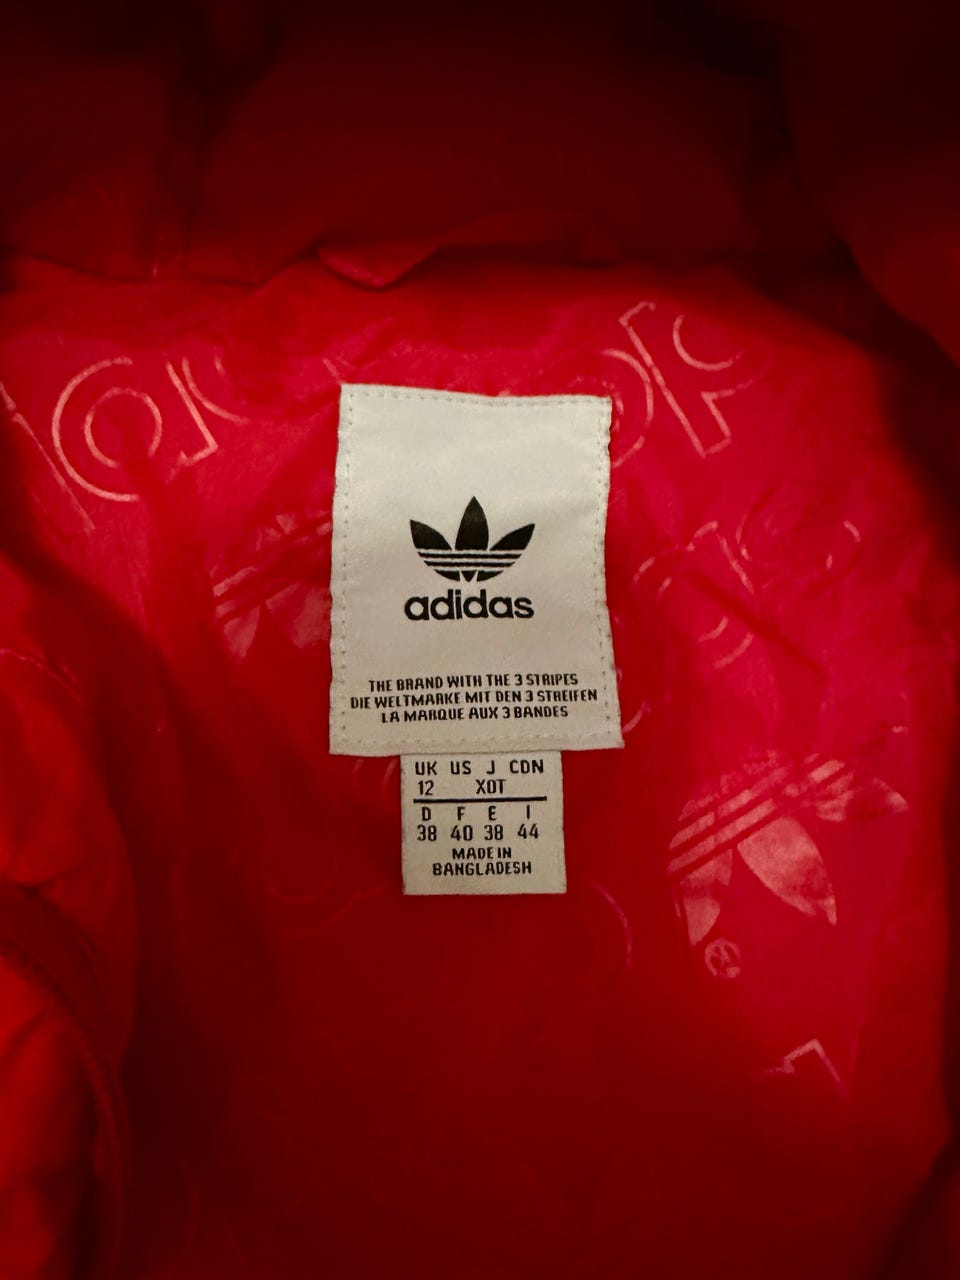 adidas
THE BRAND WITH THE 3 STRIPES
DIE WELTMARKE MIT DEN 3 STREIFEN
LA MARQUE AUX 3 BANDES
UK US J CDN
12 XOT
D F E I
38 40 38 44
MADE IN
BANGLADESH